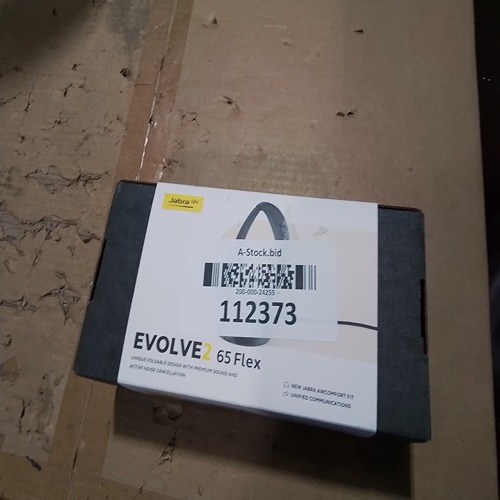 Jabra GN
A-Stock.bid
200-000-24255
112373
EVOLVE2 65 Flex
UNIQUE FOLDABLE DESIGN WITH PREMIUM SOUND AND
ACTIVE NOISE CANCELLATION
NEW JABRA AIRCOMFORT FIT
UNIFIED COMMUNICATIONS